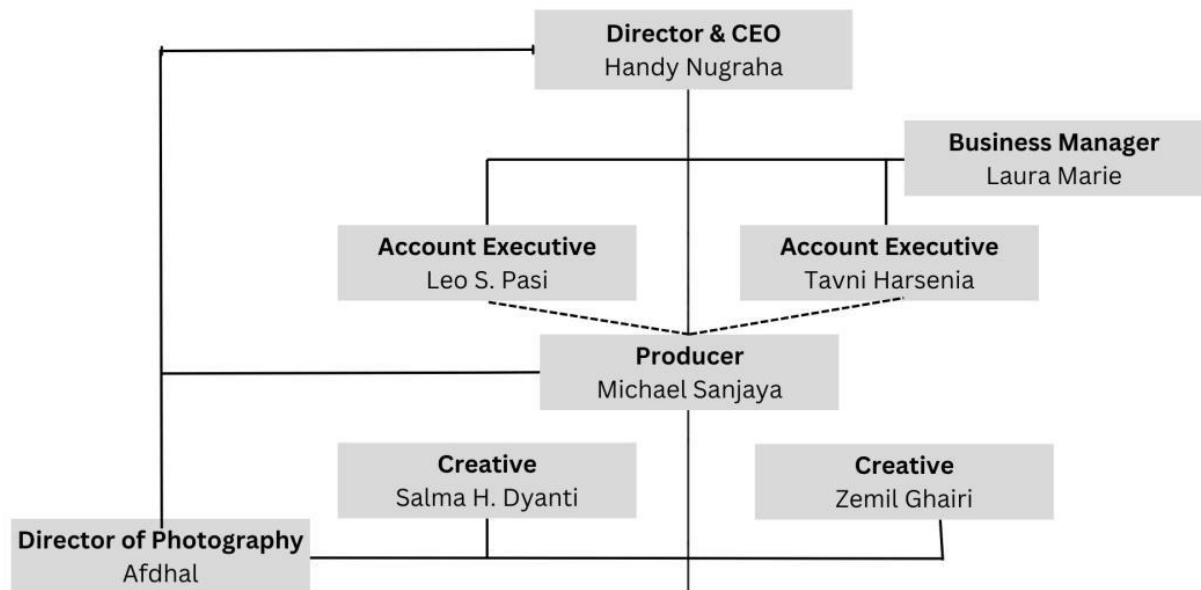 Director & CEO
Handy Nugraha
Business Manager
Laura Marie
Account Executive
Leo S. Pasi
Account Executive
Tavni Harsenia
Producer
Michael Sanjaya
Creative
Salma H. Dyanti
Creative
Zemil Ghairi
Director of Photography
Afdhal